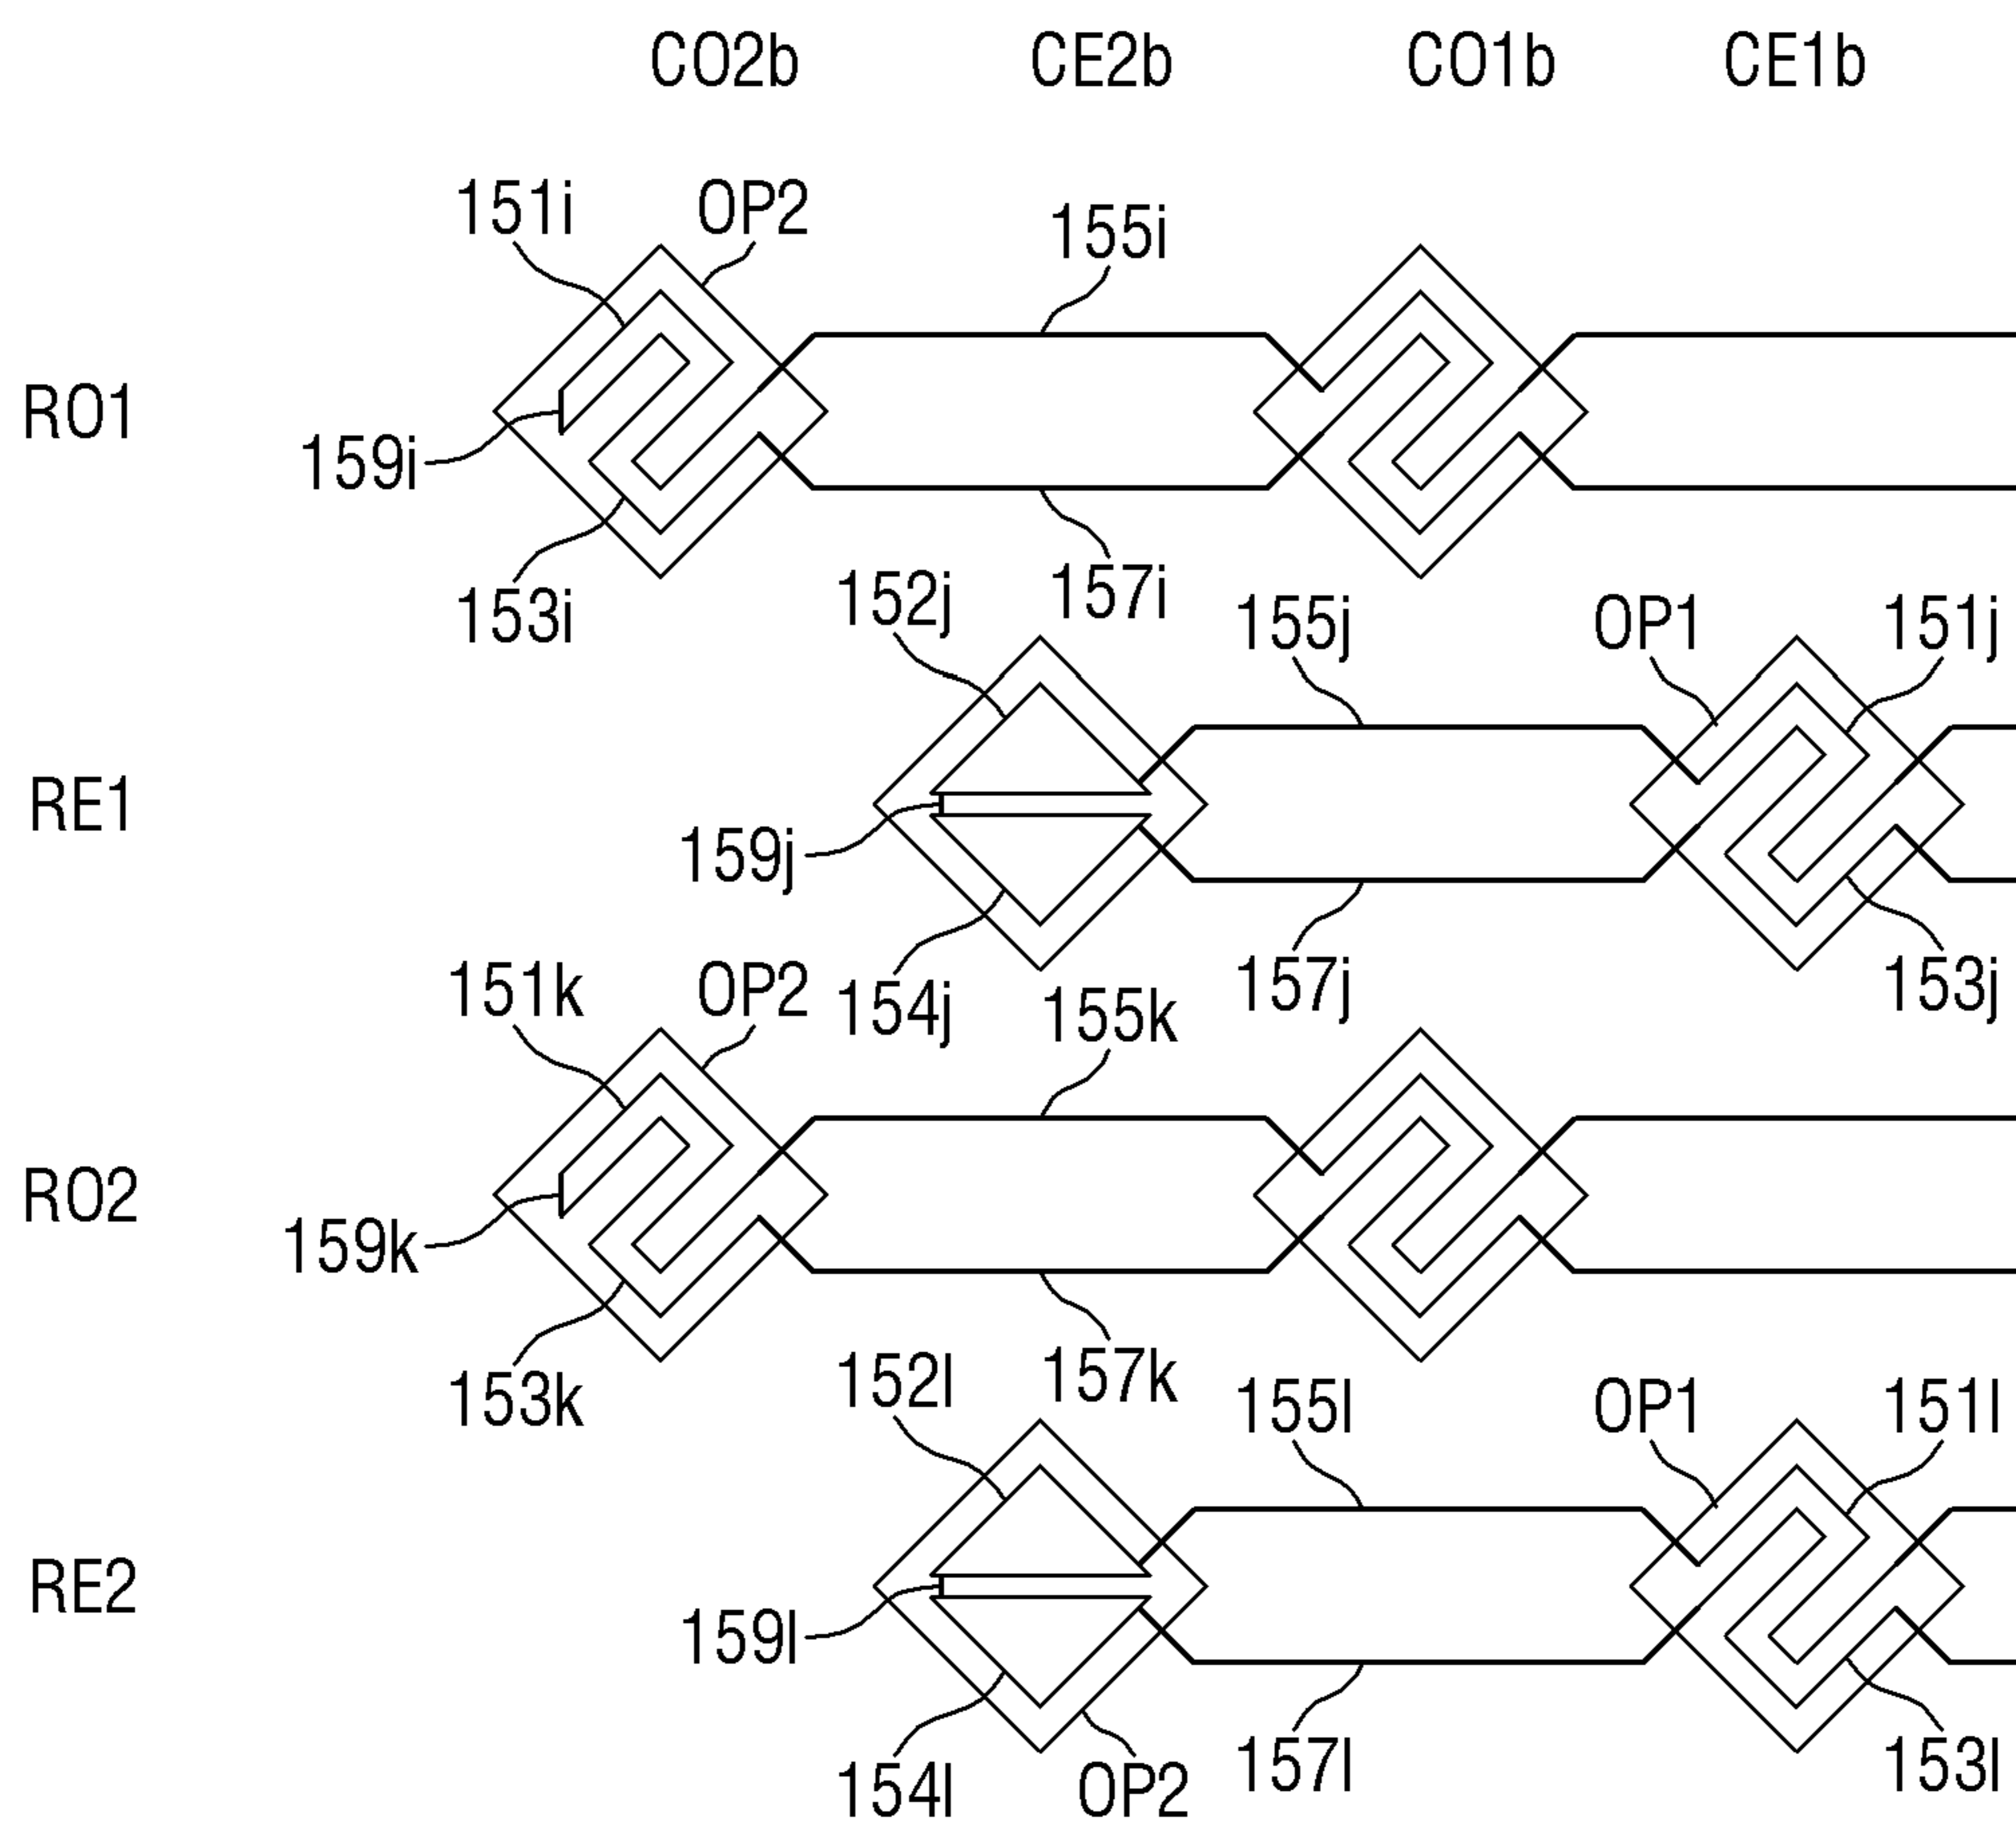 CO2b CE2b CO1b CE1b
151i OP2 155i
RO1
159i
153i 157i
152j 155j OP1 151j
RE1
159j
154j 157j 153j
151k OP2 155k
RO2
159k
153k 157k
152l 155l OP1 151l
RE2
159l
154l OP2 157l 153l